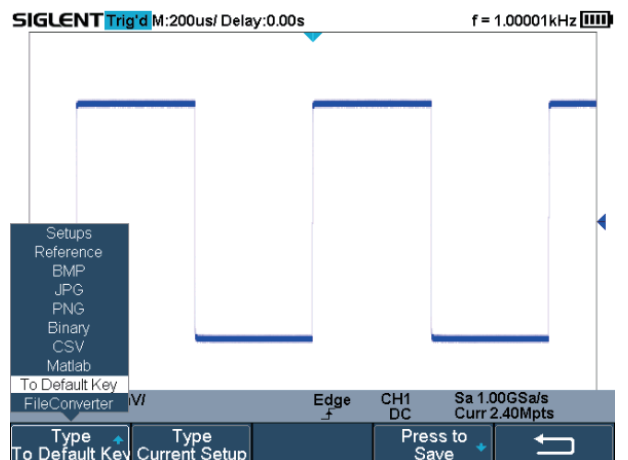 SIGLENT Trig'd M:200us/ Delay:0.00s f = 1.00001kHz
Setups
Reference
BMP
JPG
PNG
Binary
CSV
Matlab
To Default Key
FileConverter V/ Edge CH1 Sa 1.00GSa/s
DC Curr 2.40Mpts
Type Type Press to
To Default Key Current Setup Save